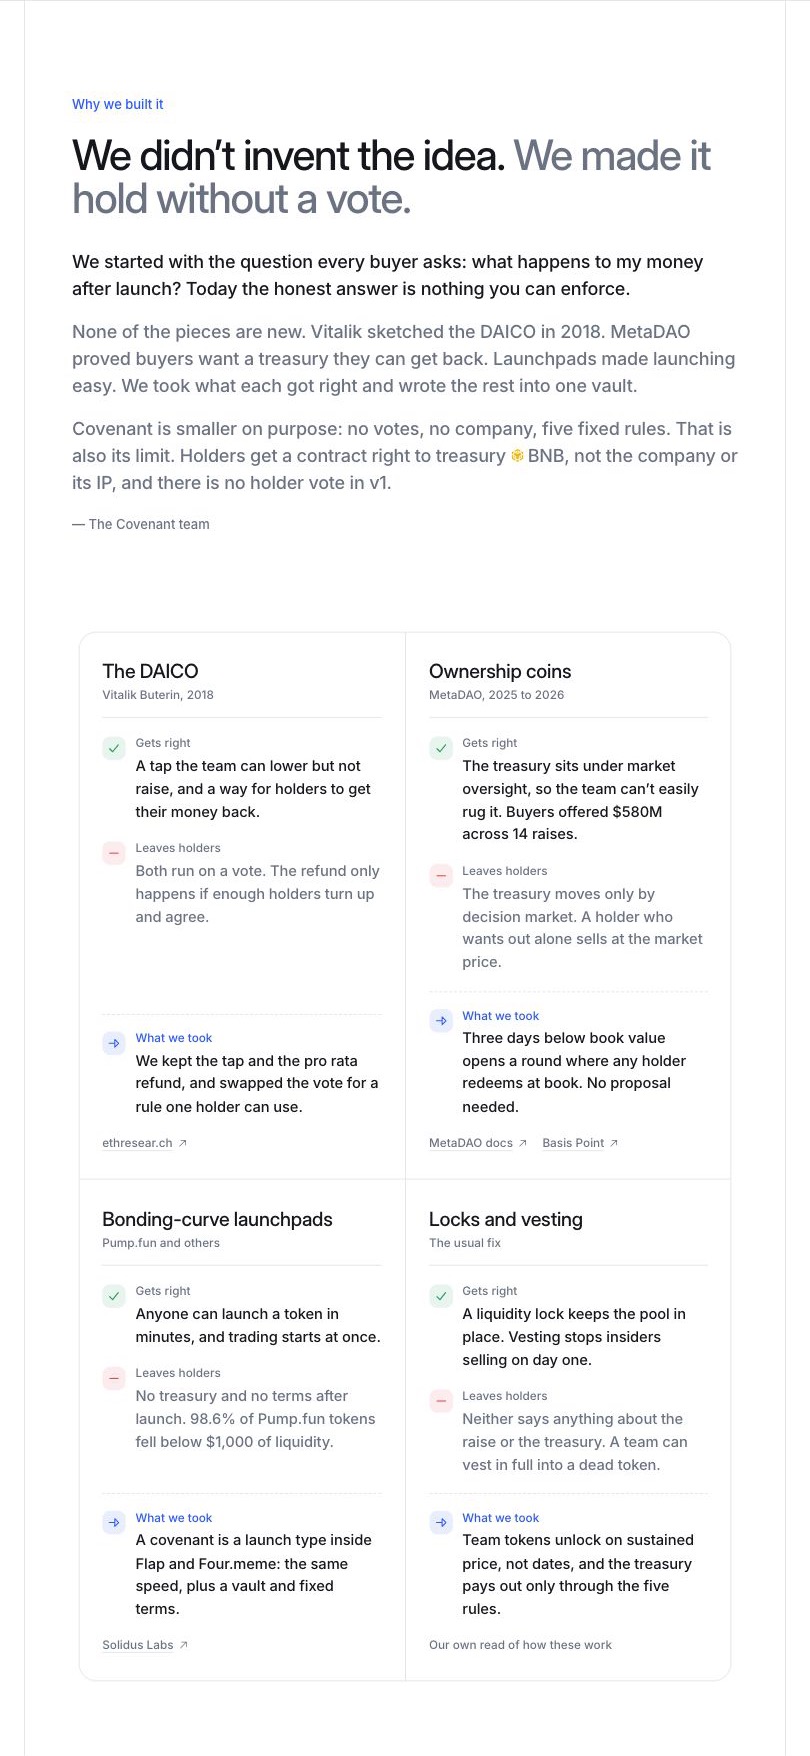 Why we built it
We didn’t invent the idea. We made it
hold without a vote.
We started with the question every buyer asks: what happens to my money
after launch? Today the honest answer is nothing you can enforce.
None of the pieces are new. Vitalik sketched the DAICO in 2018. MetaDAO
proved buyers want a treasury they can get back. Launchpads made launching
easy. We took what each got right and wrote the rest into one vault.
Covenant is smaller on purpose: no votes, no company, five fixed rules. That is
also its limit. Holders get a contract right to treasury BNB, not the company or
its IP, and there is no holder vote in v1.
— The Covenant team
The DAICO
Vitalik Buterin, 2018
Gets right
A tap the team can lower but not
raise, and a way for holders to get
their money back.
Leaves holders
Both run on a vote. The refund only
happens if enough holders turn up
and agree.
What we took
We kept the tap and the pro rata
refund, and swapped the vote for a
rule one holder can use.
ethresear.ch ↗
Ownership coins
MetaDAO, 2025 to 2026
Gets right
The treasury sits under market
oversight, so the team can’t easily
rug it. Buyers offered $580M
across 14 raises.
Leaves holders
The treasury moves only by
decision market. A holder who
wants out alone sells at the market
price.
What we took
Three days below book value
opens a round where any holder
redeems at book. No proposal
needed.
MetaDAO docs ↗ Basis Point ↗
Bonding-curve launchpads
Pump.fun and others
Gets right
Anyone can launch a token in
minutes, and trading starts at once.
Leaves holders
No treasury and no terms after
launch. 98.6% of Pump.fun tokens
fell below $1,000 of liquidity.
What we took
A covenant is a launch type inside
Flap and Four.meme: the same
speed, plus a vault and fixed
terms.
Solidus Labs ↗
Locks and vesting
The usual fix
Gets right
A liquidity lock keeps the pool in
place. Vesting stops insiders
selling on day one.
Leaves holders
Neither says anything about the
raise or the treasury. A team can
vest in full into a dead token.
What we took
Team tokens unlock on sustained
price, not dates, and the treasury
pays out only through the five
rules.
Our own read of how these work